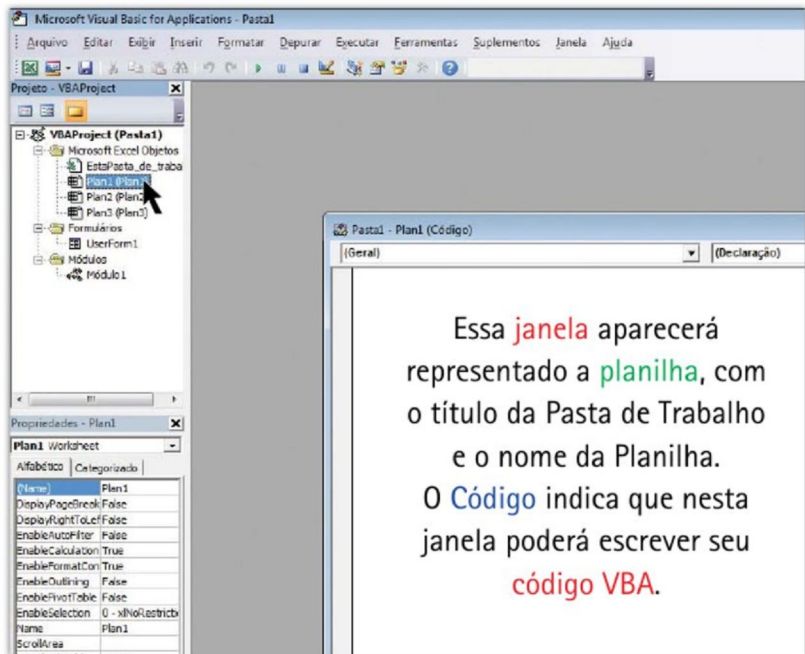 Microsoft Visual Basic for Applications - Pasta1
Arquivo Editar Exibir Inserir Formatar Depurar Executar Ferramentas Suplementos Janela Ajuda
Projeto - VBAProject
VBAProject (Pasta1)
Microsoft Excel Objetos
EstaPasta_de_traba
Plan1 (Plan1)
Plan2 (Plan2
Plan3 (Plan3)
Formulários
UserForm1
Módulos
Módulo1
Propriedades - Plan1
Plan1 Worksheet
Alfabético Categorizado
(Name) Plan1
DisplayPageBreak False
DisplayRightToLef False
EnableAutoFilter False
EnableCalculation True
EnableFormatCon True
EnableOutlining False
EnablePivotTable False
EnableSelection 0 - xlNoRestrictio
Name Plan1
ScrollArea
Pasta1 - Plan1 (Código)
(Geral) (Declaração)
Essa janela aparecerá
representado a planilha, com
o título da Pasta de Trabalho
e o nome da Planilha.
O Código indica que nesta
janela poderá escrever seu
código VBA.